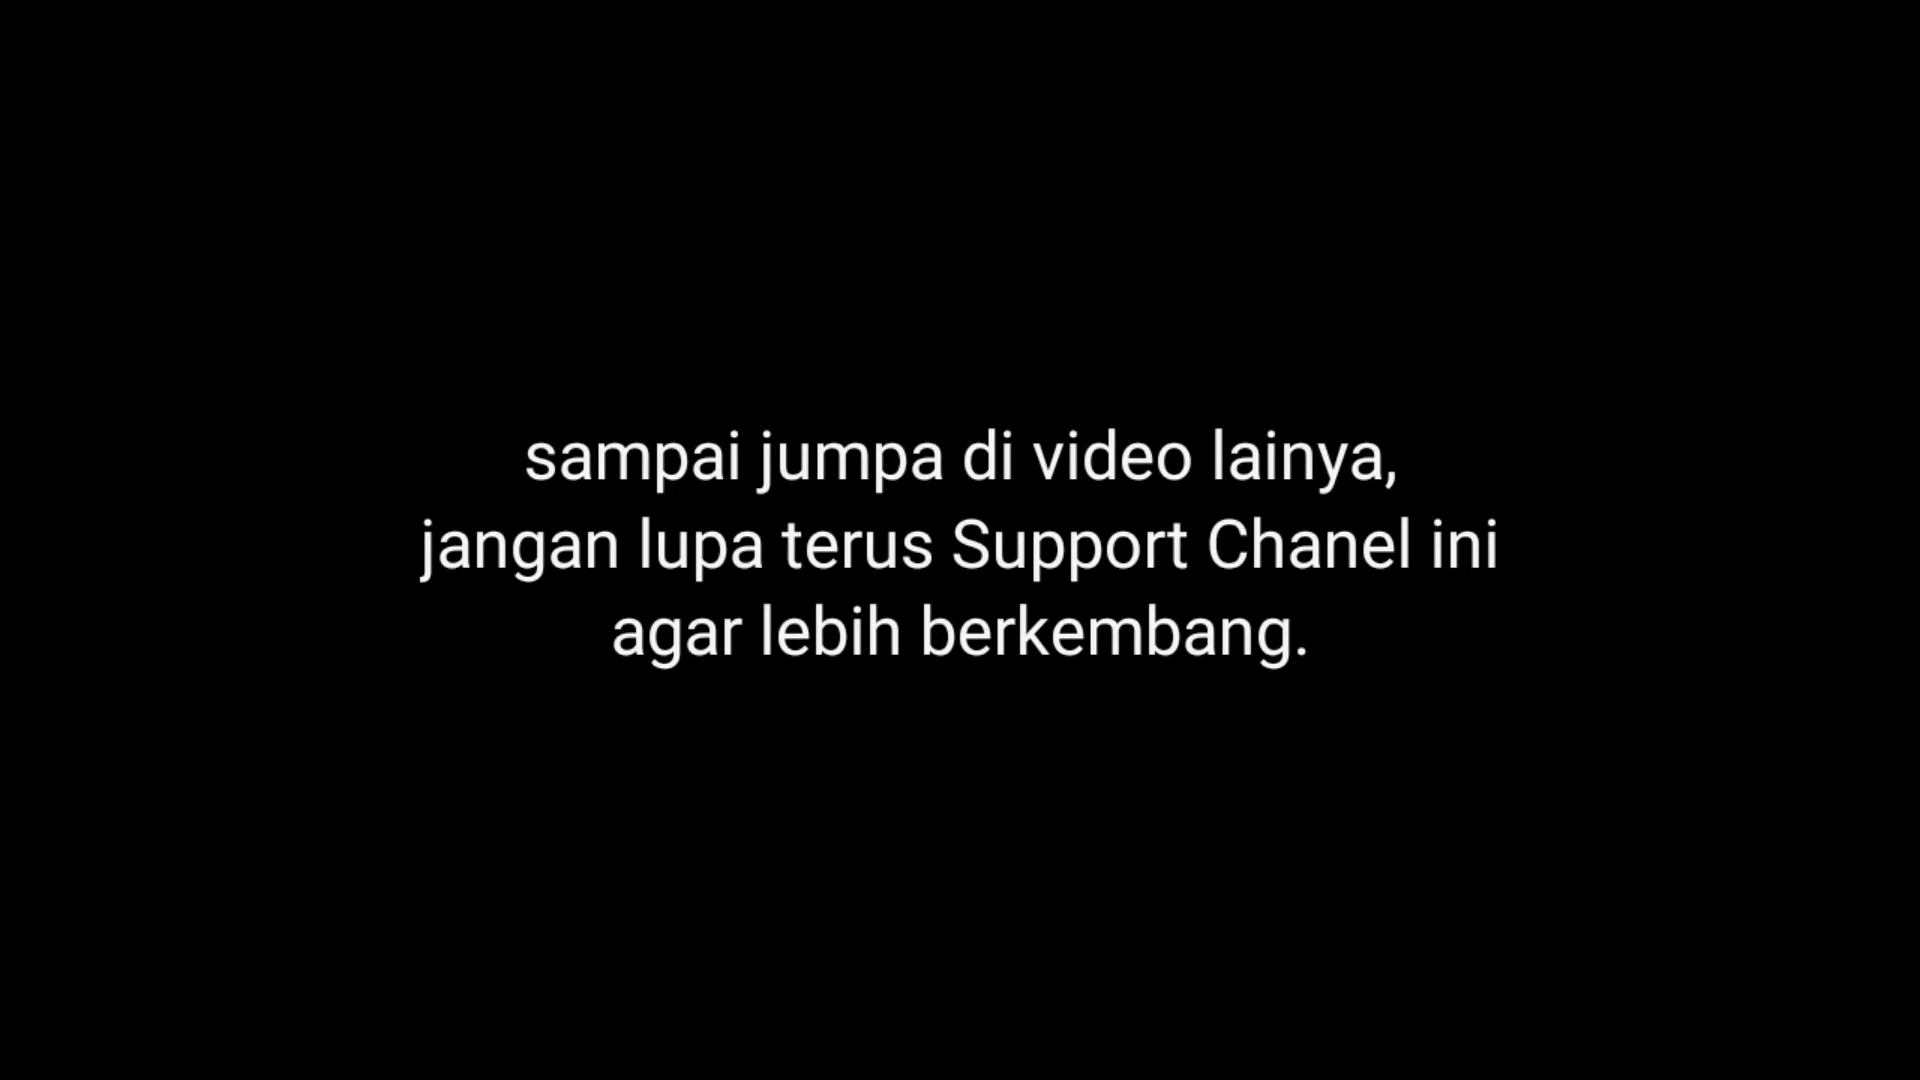 sampai jumpa di video lainya,
jangan lupa terus Support Chanel ini
agar lebih berkembang.